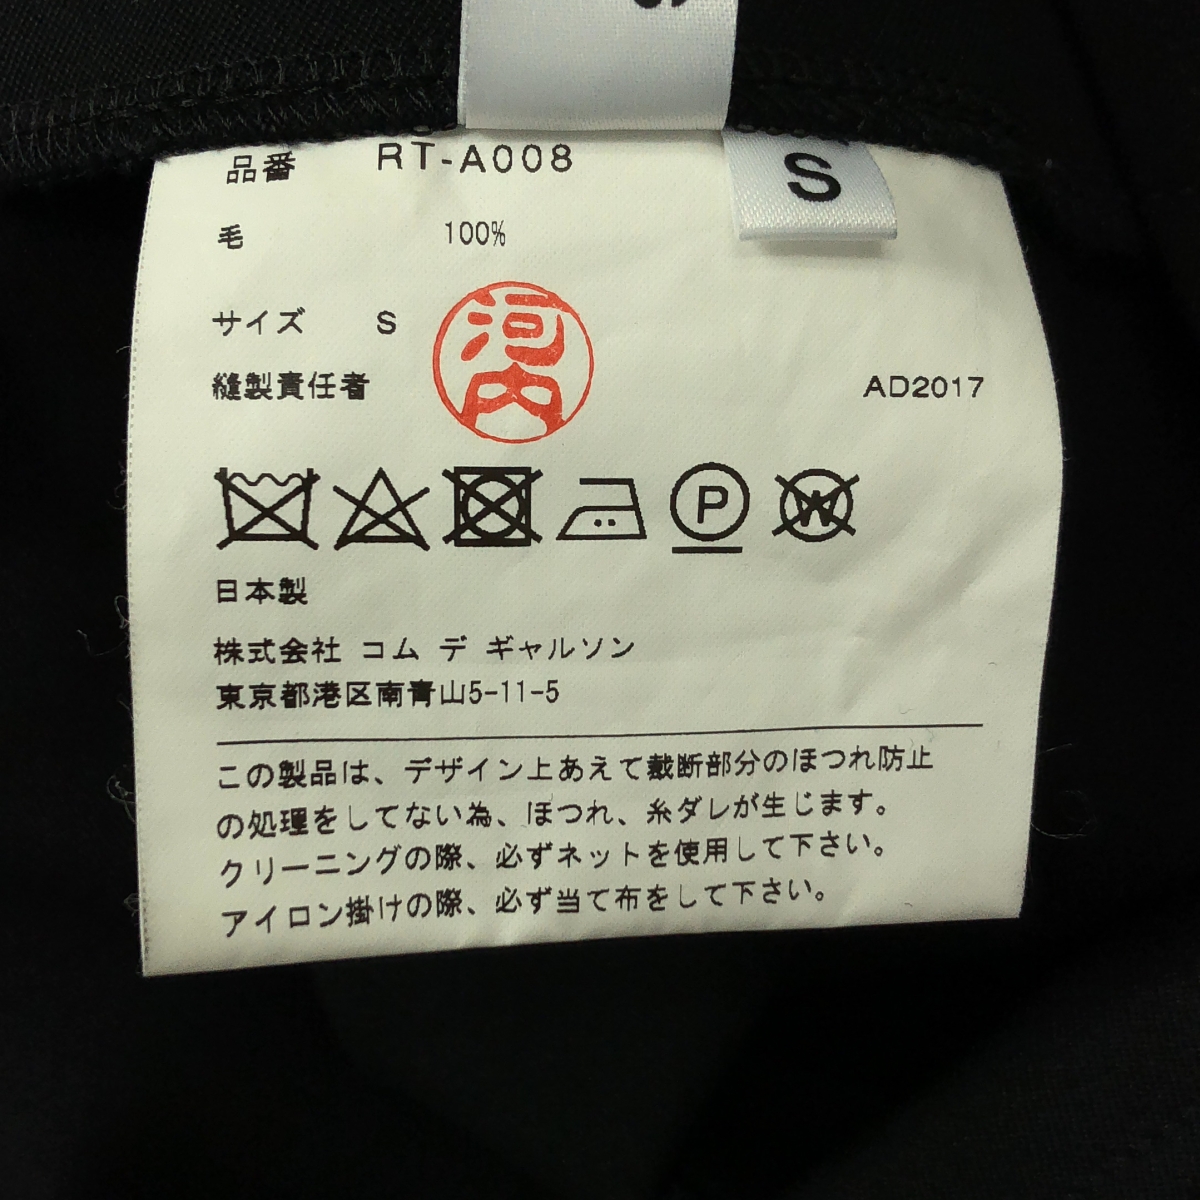 品番 RT-A008
S
毛 100%
サイズ S
河内
縫製責任者
AD2017
P W
日本製
株式会社 コム デ ギャルソン
東京都港区南青山5-11-5
この製品は、デザイン上あえて裁断部分のほつれ防止
の処理をしてない為、ほつれ、糸ダレが生じます。
クリーニングの際、必ずネットを使用して下さい。
アイロン掛けの際、必ず当て布をして下さい。